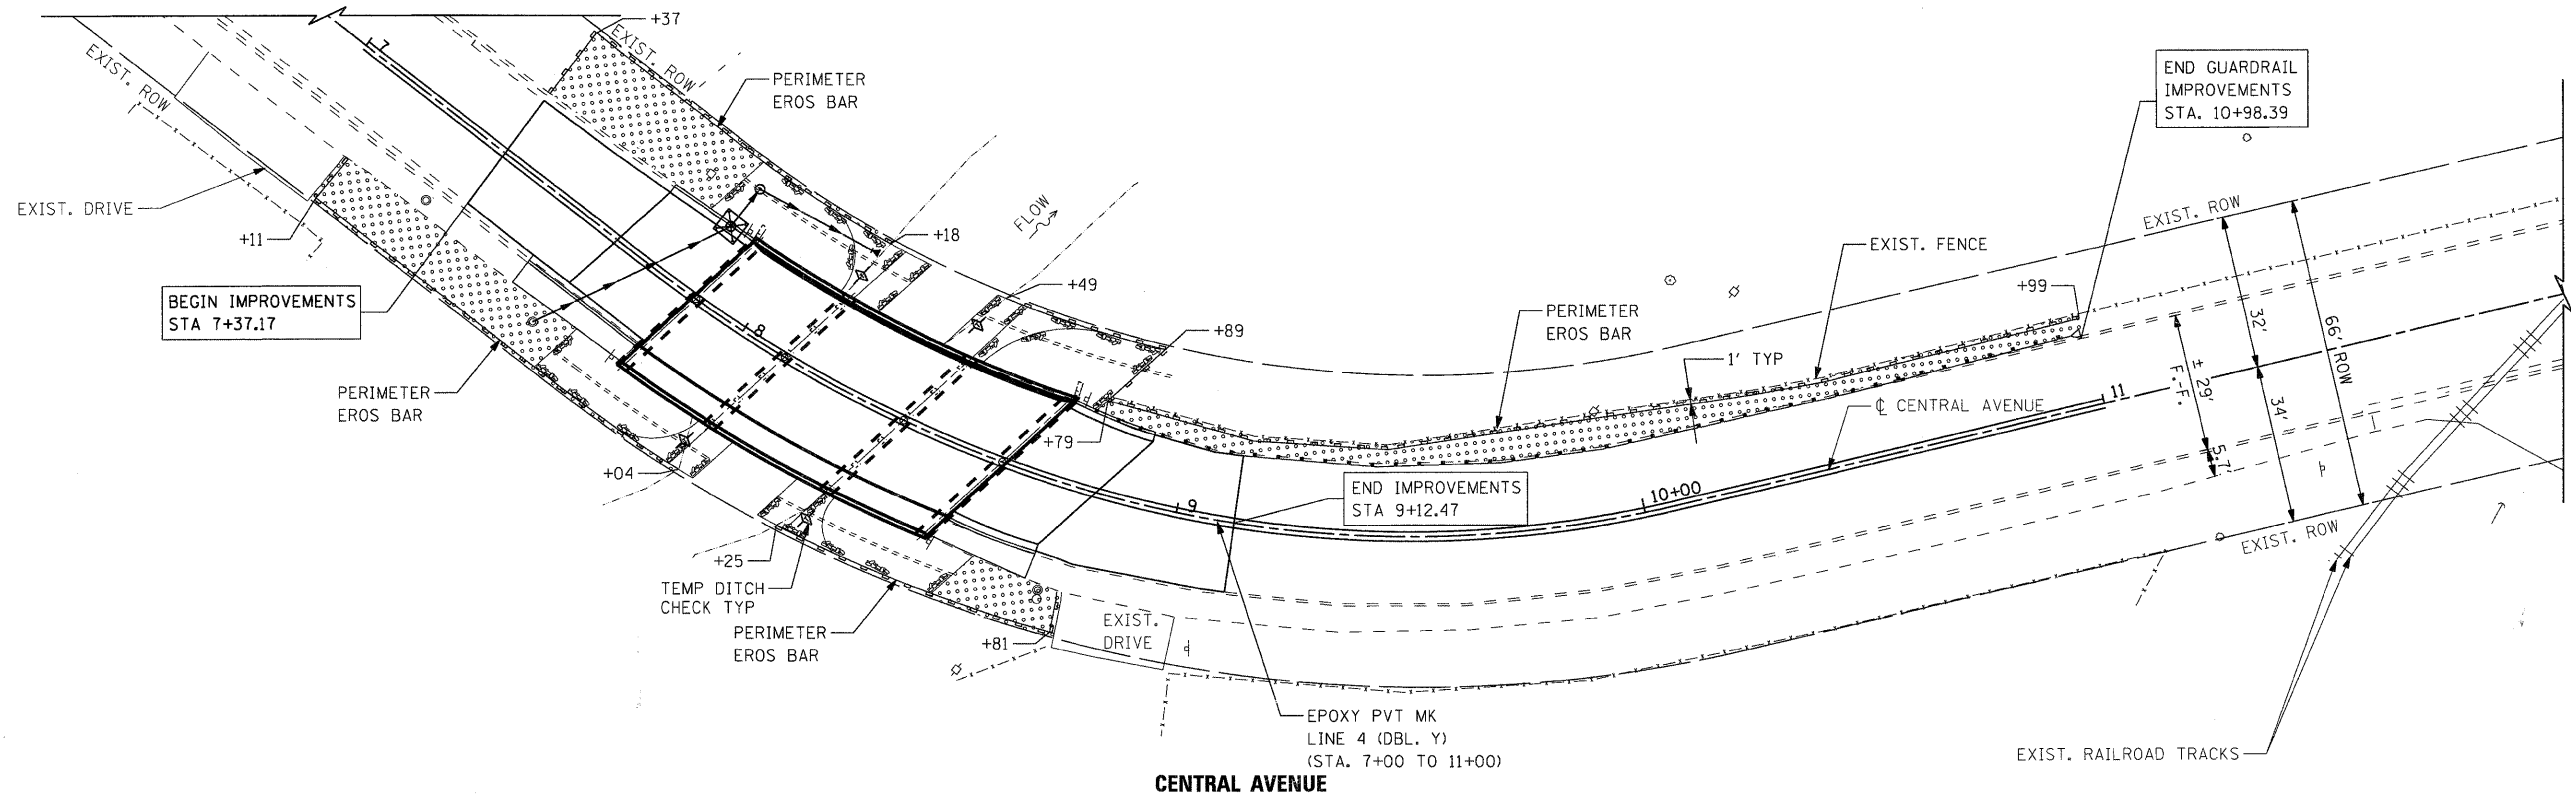 +37
7
EXIST. ROW
EXIST. ROW
PERIMETER
EROS BAR
END GUARDRAIL
IMPROVEMENTS
STA. 10+98.39
EXIST. DRIVE
+11
FLOW
+18
EXIST. ROW
EXIST. FENCE
+99
+49
BEGIN IMPROVEMENTS
STA 7+37.17
8
PERIMETER
EROS BAR
+89
32'
66' ROW
1' TYP
± 29'
F.-F.
PERIMETER
EROS BAR
11
℄ CENTRAL AVENUE
34'
+79
+04
5.7'
END IMPROVEMENTS
STA 9+12.47
10+00
9
EXIST. ROW
+25
TEMP DITCH
CHECK TYP
PERIMETER
EROS BAR
+81
EXIST.
DRIVE
EPOXY PVT MK
LINE 4 (DBL. Y)
(STA. 7+00 TO 11+00)
EXIST. RAILROAD TRACKS
CENTRAL AVENUE